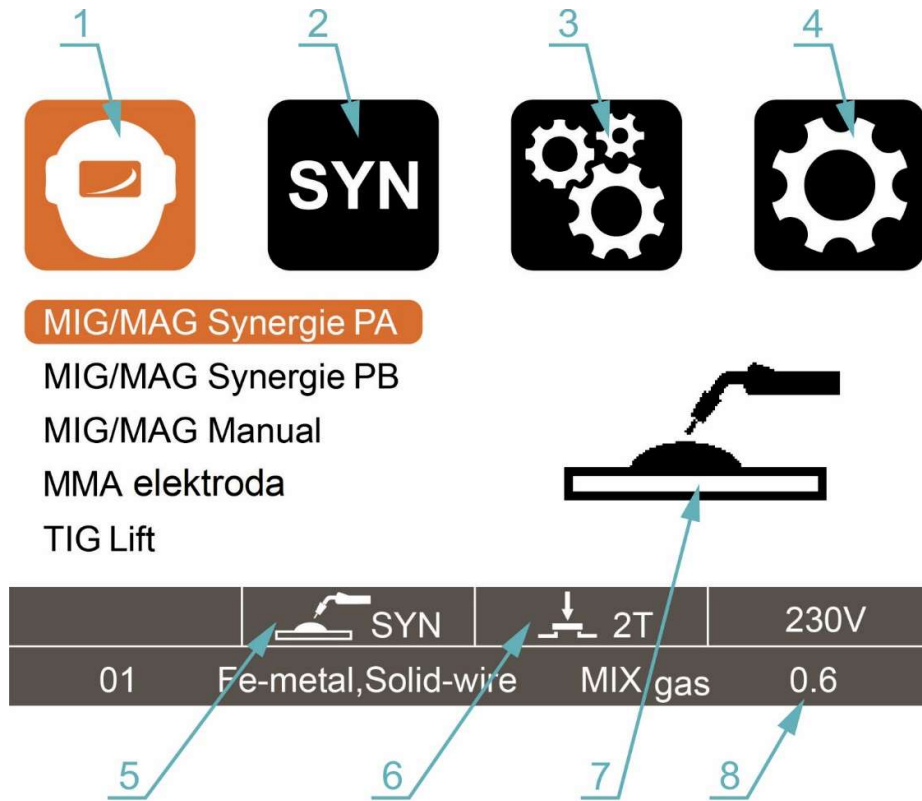 1 2 3 4
SYN
MIG/MAG Synergie PA
MIG/MAG Synergie PB
MIG/MAG Manual
MMA elektroda
TIG Lift
SYN 2T 230V
01 Fe-metal,Solid-wire MIX gas 0.6
5 6 7 8